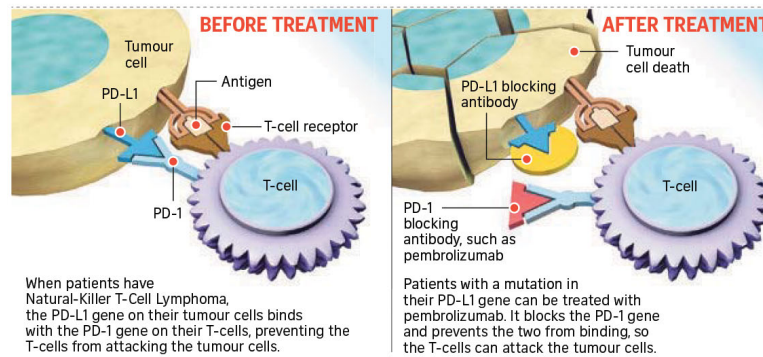 BEFORE TREATMENT
Tumour
cell
PD-L1
Antigen
T-cell receptor
T-cell
PD-1
When patients have
Natural-Killer T-Cell Lymphoma,
the PD-L1 gene on their tumour cells binds
with the PD-1 gene on their T-cells, preventing the
T-cells from attacking the tumour cells.
AFTER TREATMENT
Tumour
cell death
PD-L1 blocking
antibody
T-cell
PD-1
blocking
antibody, such as
pembrolizumab
Patients with a mutation in
their PD-L1 gene can be treated with
pembrolizumab. It blocks the PD-1 gene
and prevents the two from binding, so
the T-cells can attack the tumour cells.